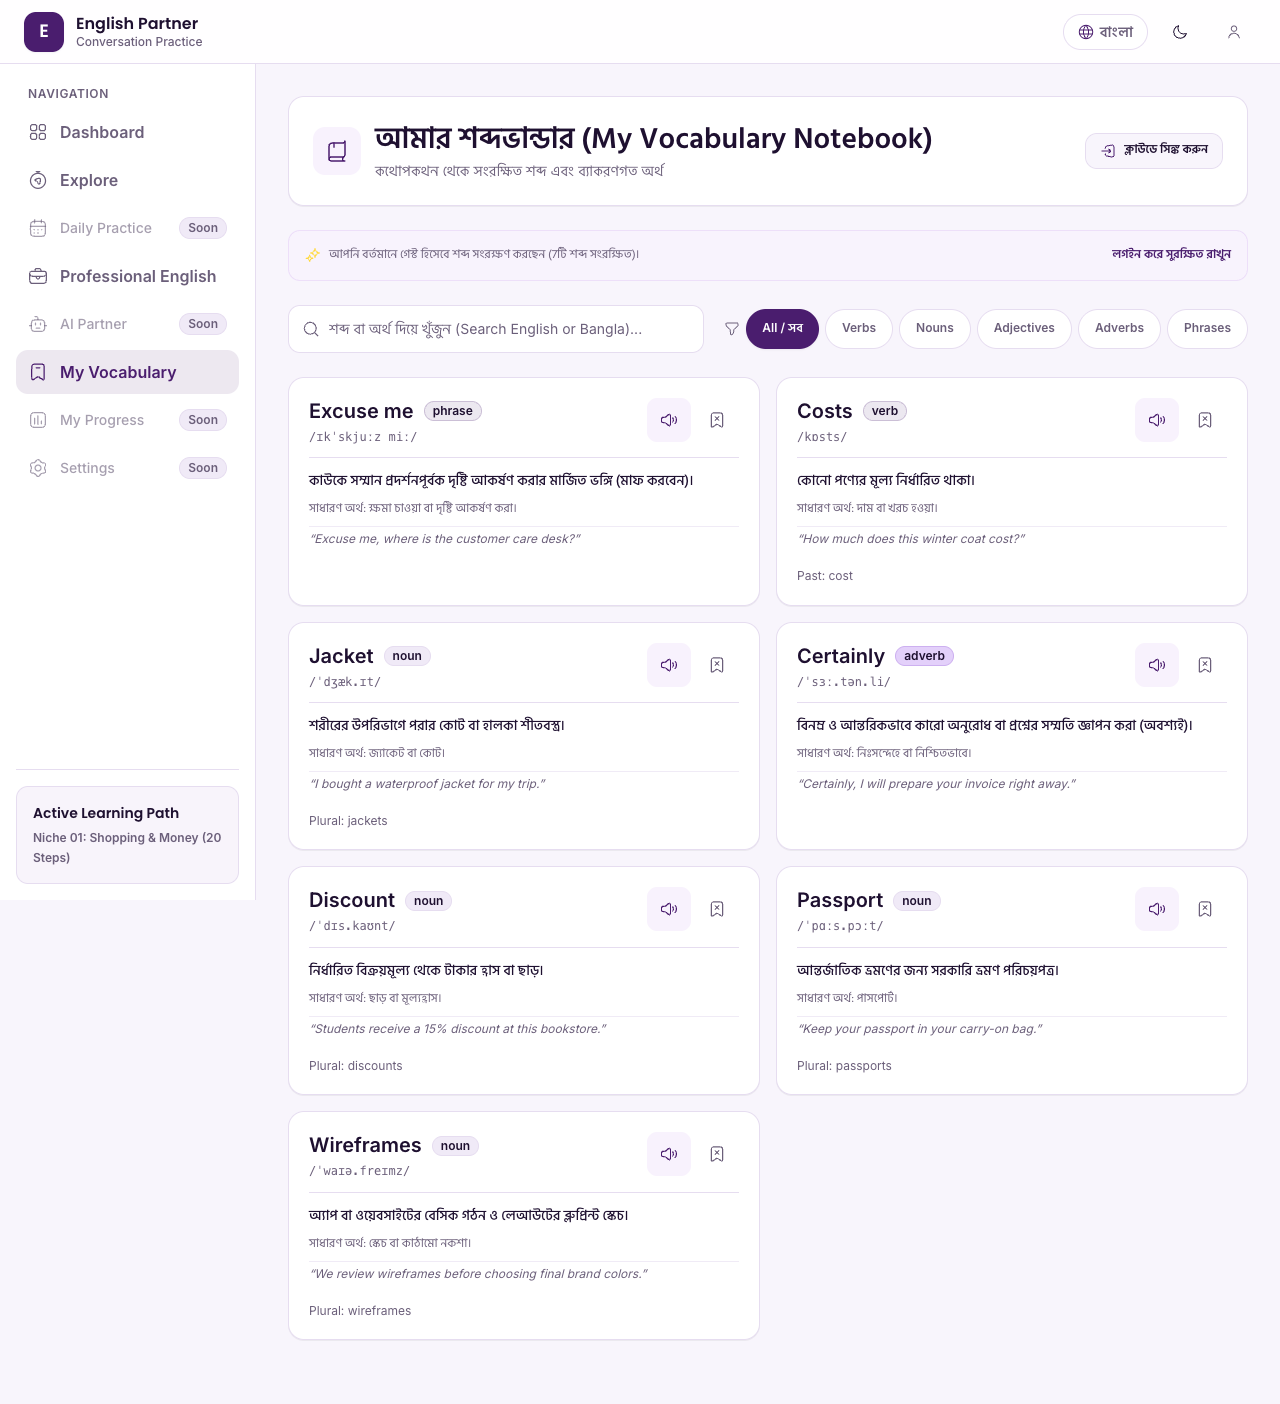 E
English Partner
Conversation Practice
বাংলা
NAVIGATION
Dashboard
Explore
Daily Practice Soon
Professional English
AI Partner Soon
My Vocabulary
My Progress Soon
Settings Soon
Active Learning Path
Niche 01: Shopping & Money (20
Steps)
আমার শব্দভান্ডার (My Vocabulary Notebook)
কথোপকথন থেকে সংরক্ষিত শব্দ এবং ব্যাকরণগত অর্থ
ক্লাউডে সিঙ্ক করুন
আপনি বর্তমানে গেস্ট হিসেবে শব্দ সংরক্ষণ করছেন (7টি শব্দ সংরক্ষিত)।
লগইন করে সুরক্ষিত রাখুন
শব্দ বা অর্থ দিয়ে খুঁজুন (Search English or Bangla)...
All / সব Verbs Nouns Adjectives Adverbs Phrases
Excuse me phrase
/ɪkˈskjuːz miː/
কাউকে সম্মান প্রদর্শনপূর্বক দৃষ্টি আকর্ষণ করার মার্জিত ভঙ্গি (মাফ করবেন)।
সাধারণ অর্থ: ক্ষমা চাওয়া বা দৃষ্টি আকর্ষণ করা।
“Excuse me, where is the customer care desk?”
Costs verb
/kɒsts/
কোনো পণ্যের মূল্য নির্ধারিত থাকা।
সাধারণ অর্থ: দাম বা খরচ হওয়া।
“How much does this winter coat cost?”
Past: cost
Jacket noun
/ˈdʒæk.ɪt/
শরীরের উপরিভাগে পরার কোট বা হালকা শীতবস্ত্র।
সাধারণ অর্থ: জ্যাকেট বা কোট।
“I bought a waterproof jacket for my trip.”
Plural: jackets
Certainly adverb
/ˈsɜː.tən.li/
বিনম্র ও আন্তরিকভাবে কারো অনুরোধ বা প্রশ্নের সম্মতি জ্ঞাপন করা (অবশ্যই)।
সাধারণ অর্থ: নিঃসন্দেহে বা নিশ্চিতভাবে।
“Certainly, I will prepare your invoice right away.”
Discount noun
/ˈdɪs.kaʊnt/
নির্ধারিত বিক্রয়মূল্য থেকে টাকার হ্রাস বা ছাড়।
সাধারণ অর্থ: ছাড় বা মূল্যহ্রাস।
“Students receive a 15% discount at this bookstore.”
Plural: discounts
Passport noun
/ˈpɑːs.pɔːt/
আন্তর্জাতিক ভ্রমণের জন্য সরকারি ভ্রমণ পরিচয়পত্র।
সাধারণ অর্থ: পাসপোর্ট।
“Keep your passport in your carry-on bag.”
Plural: passports
Wireframes noun
/ˈwaɪə.freɪmz/
অ্যাপ বা ওয়েবসাইটের বেসিক গঠন ও লেআউটের ব্লুপ্রিন্ট স্কেচ।
সাধারণ অর্থ: স্কেচ বা কাঠামো নকশা।
“We review wireframes before choosing final brand colors.”
Plural: wireframes